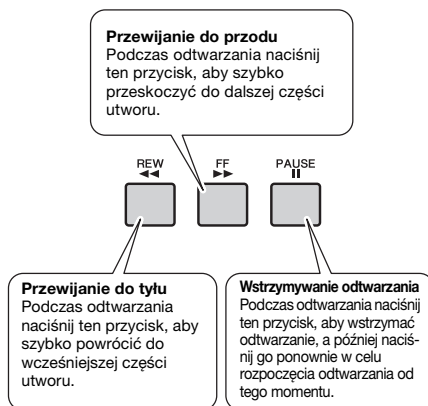 Przewijanie do przodu
Podczas odtwarzania naciśnij
ten przycisk, aby szybko
przeskoczyć do dalszej części
utworu.
REW
FF
PAUSE
Przewijanie do tyłu
Podczas odtwarzania
naciśnij ten przycisk, aby
szybko powrócić do
wcześniejszej części
utworu.
Wstrzymywanie odtwarzania
Podczas odtwarzania naciśnij
ten przycisk, aby wstrzymać
odtwarzanie, a później naciś-
nij go ponownie w celu
rozpoczęcia odtwarzania od
tego momentu.